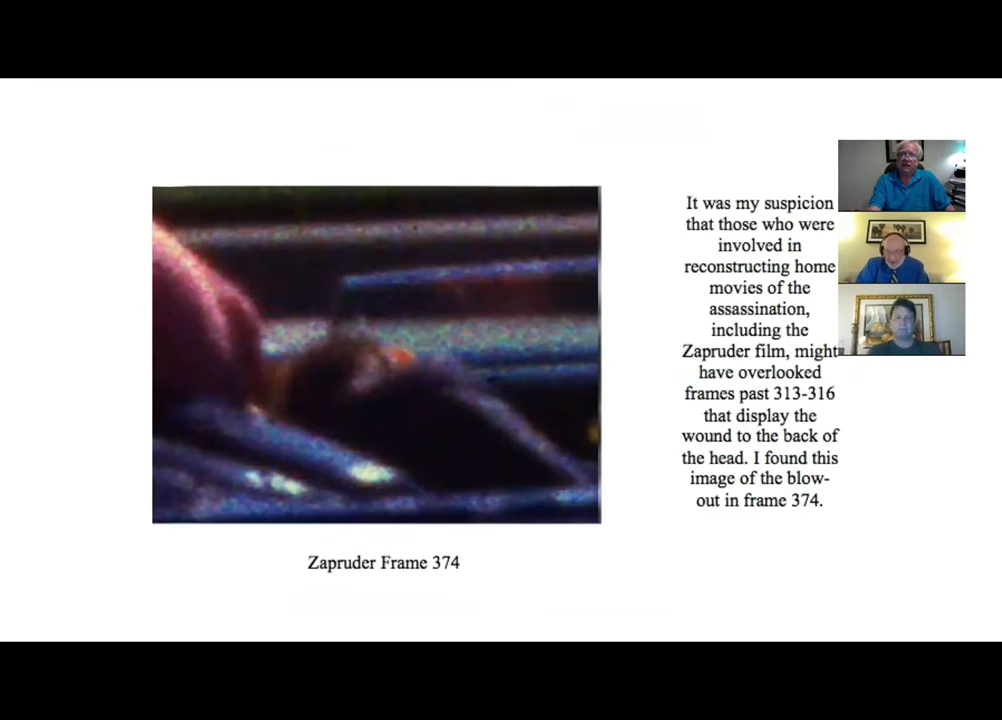 It was my suspicion
that those who were
involved in
reconstructing home
movies of the
assassination,
including the
Zapruder film, might
have overlooked
frames past 313-316
that display the
wound to the back of
the head. I found this
image of the blow-
out in frame 374.
Zapruder Frame 374